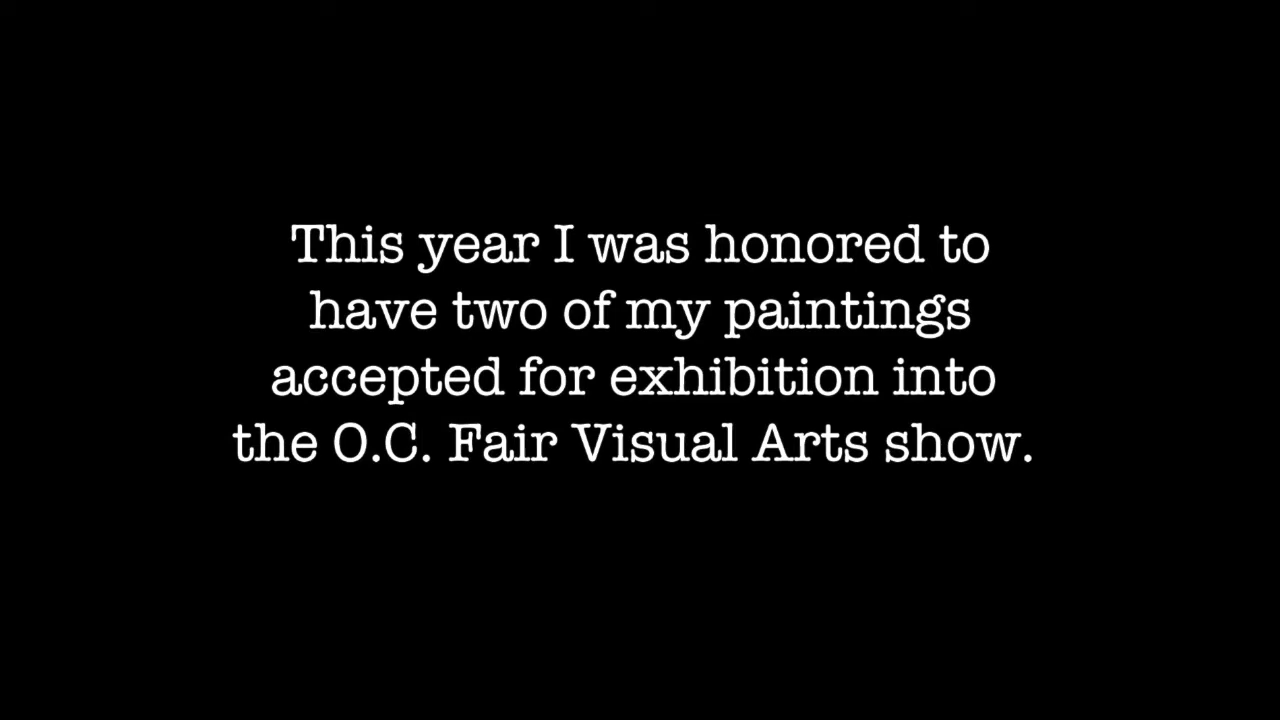 This year I was honored to
have two of my paintings
accepted for exhibition into
the O.C. Fair Visual Arts show.